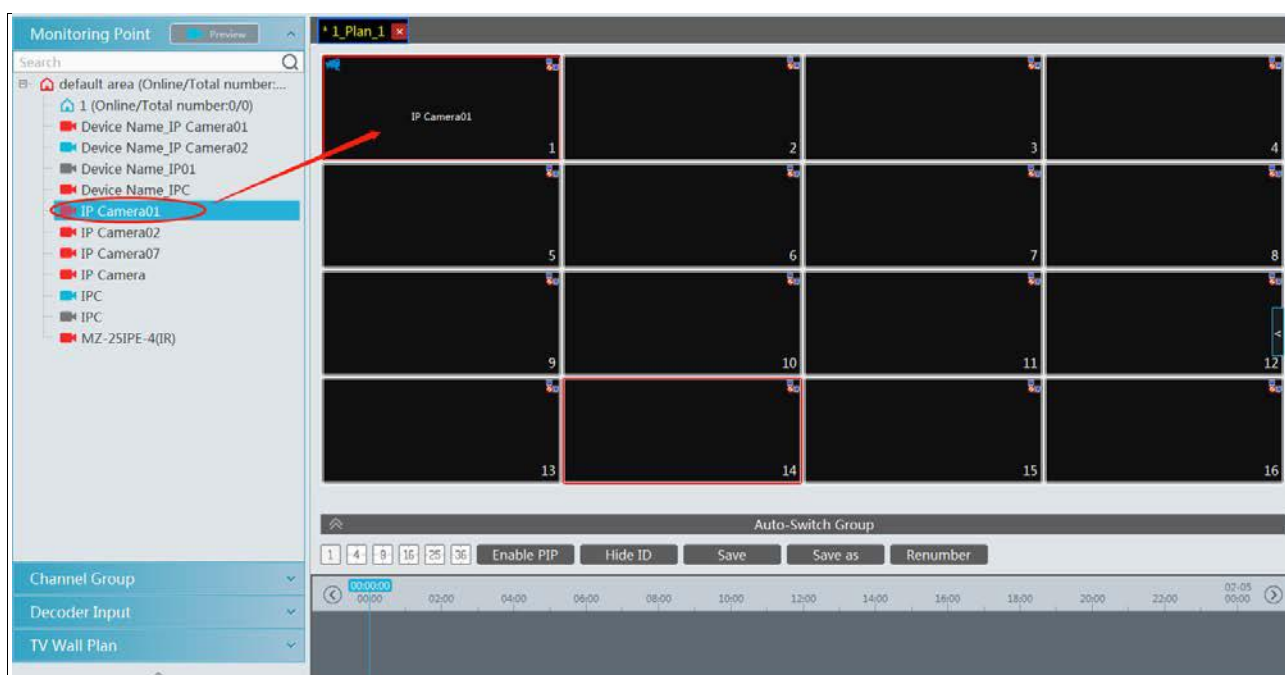 Monitoring Point
Preview
* 1_Plan_1
Search
default area (Online/Total number:...
1 (Online/Total number:0/0)
Device Name_IP Camera01
Device Name_IP Camera02
Device Name_IP01
Device Name_IPC
IP Camera01
IP Camera02
IP Camera07
IP Camera
IPC
IPC
MZ-25IPE-4(IR)
IP Camera01
1
2
3
4
5
6
7
8
9
10
11
12
13
14
15
16
Auto-Switch Group
1 4 9 16 25 36 Enable PIP Hide ID Save Save as Renumber
Channel Group
Decoder Input
TV Wall Plan
00:00:00
00:00 02:00 04:00 06:00 08:00 10:00 12:00 14:00 16:00 18:00 20:00 22:00 02-05 00:00